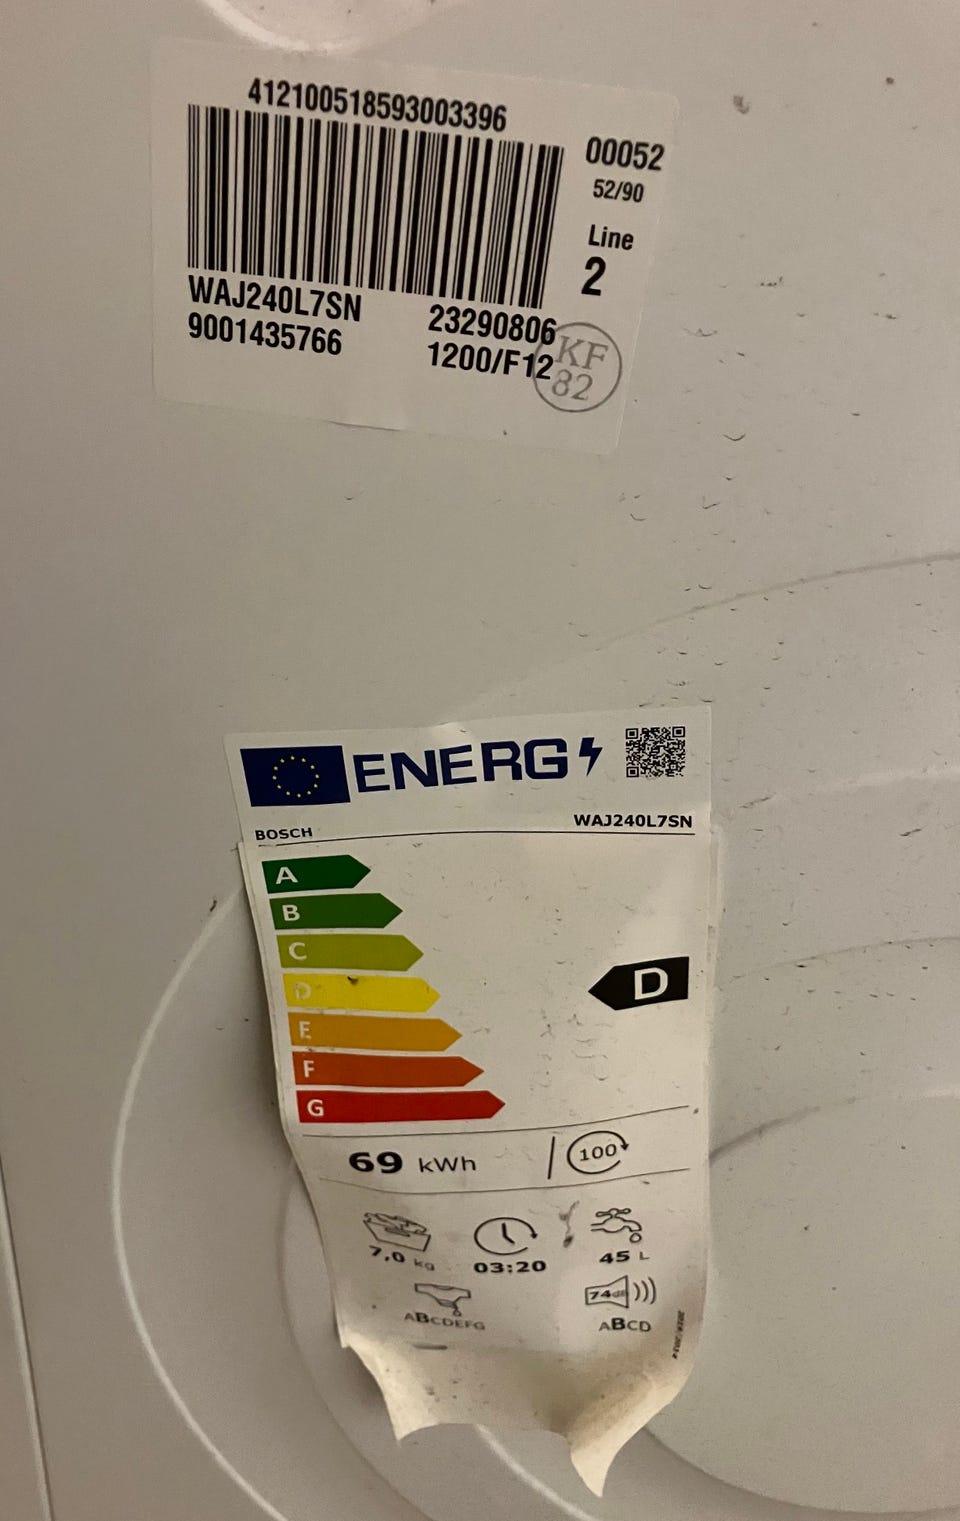 412100518593003396
00052
52/90
Line
2
WAJ240L7SN 23290806
9001435766 1200/F12
KF
82
ENERG
BOSCH WAJ240L7SN
A
B
C
D
D
E
F
G
69 kWh 100
7,0 kg 03:20 45 L
74dB
ABCDEFG ABCD